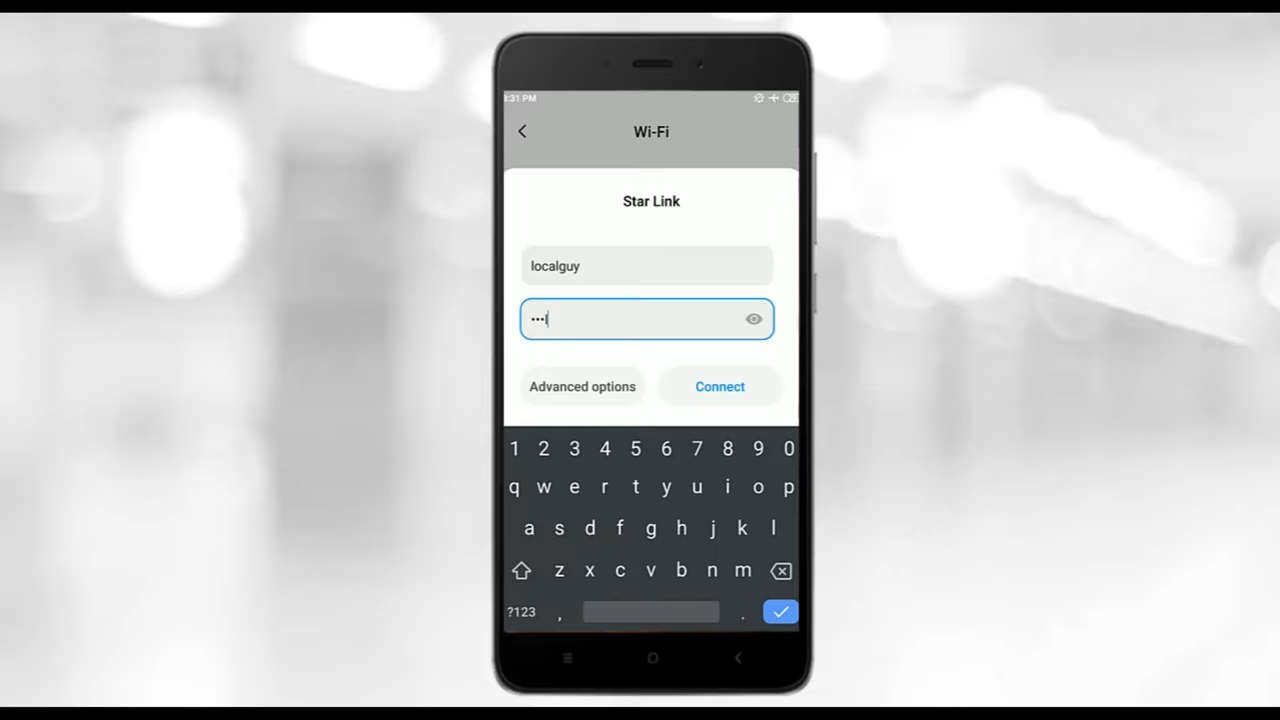 8:31 PM
Wi-Fi
Star Link
localguy
•••l
Advanced options
Connect
1 2 3 4 5 6 7 8 9 0
q w e r t y u i o p
a s d f g h j k l
z x c v b n m
?123 , .